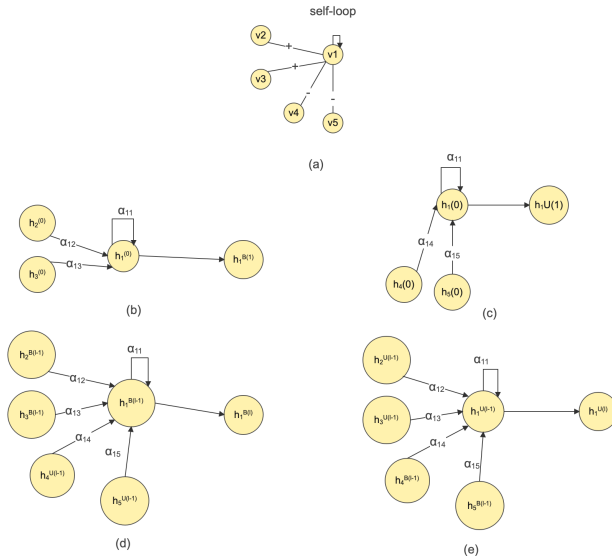 self-loop
v2
v1
+
v3
+
-
v4
-
v5
(a)
α11
h1(0)
h1U(1)
α14
α15
h4(0)
h5(0)
(c)
h2(0)
α11
α12
h1(0)
h1B(1)
h3(0)
α13
(b)
h2B(l-1)
α11
α12
h1B(l-1)
h3B(l-1)
α13
h1B(l)
α14
α15
h4U(l-1)
h5U(l-1)
(d)
h2U(l-1)
α11
α12
h1U(l-1)
h1U(l)
h3U(l-1)
α13
α14
α15
h4B(l-1)
h5B(l-1)
(e)